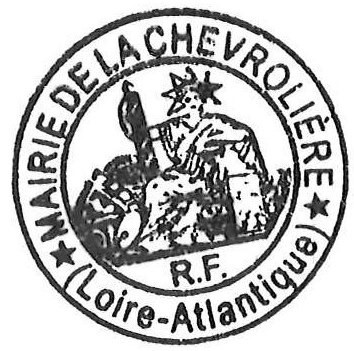 MAIRIE DE LA CHEVROLIÈRE
R.F.
(Loire-Atlantique)